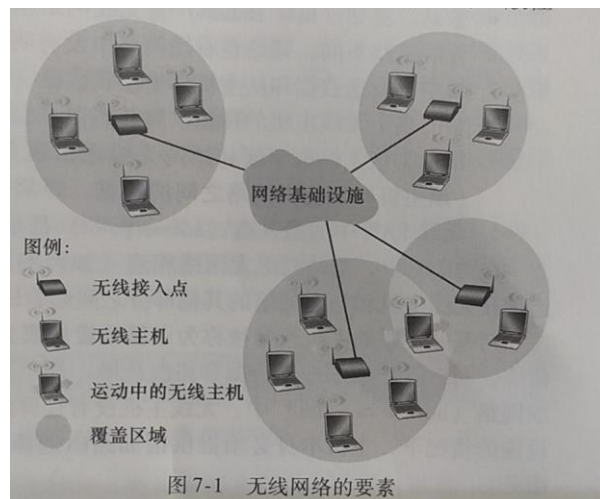 网络基础设施
图例:
无线接入点
无线主机
运动中的无线主机
覆盖区域
图 7-1 无线网络的要素